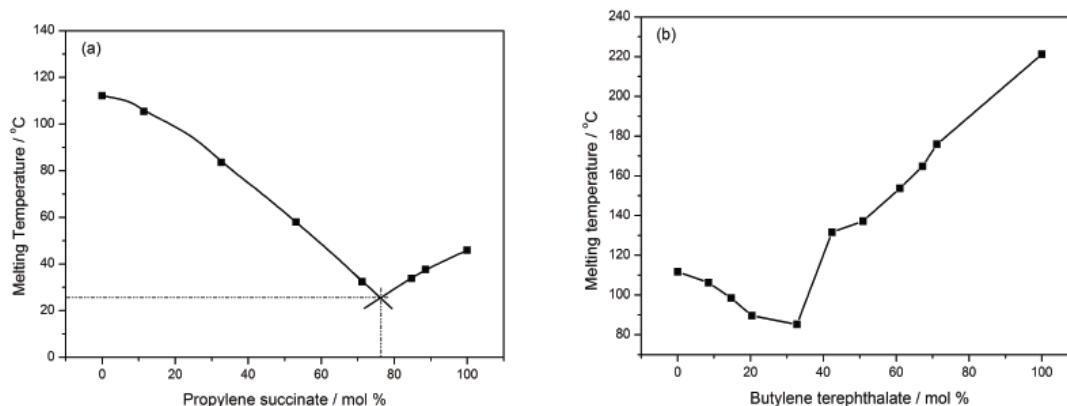 (a)
Melting Temperature / °C
140
120
100
80
60
40
20
0
0 20 40 60 80 100
Propylene succinate / mol %
(b)
Melting temperature / °C
240
220
200
180
160
140
120
100
80
0 20 40 60 80 100
Butylene terephthalate / mol %